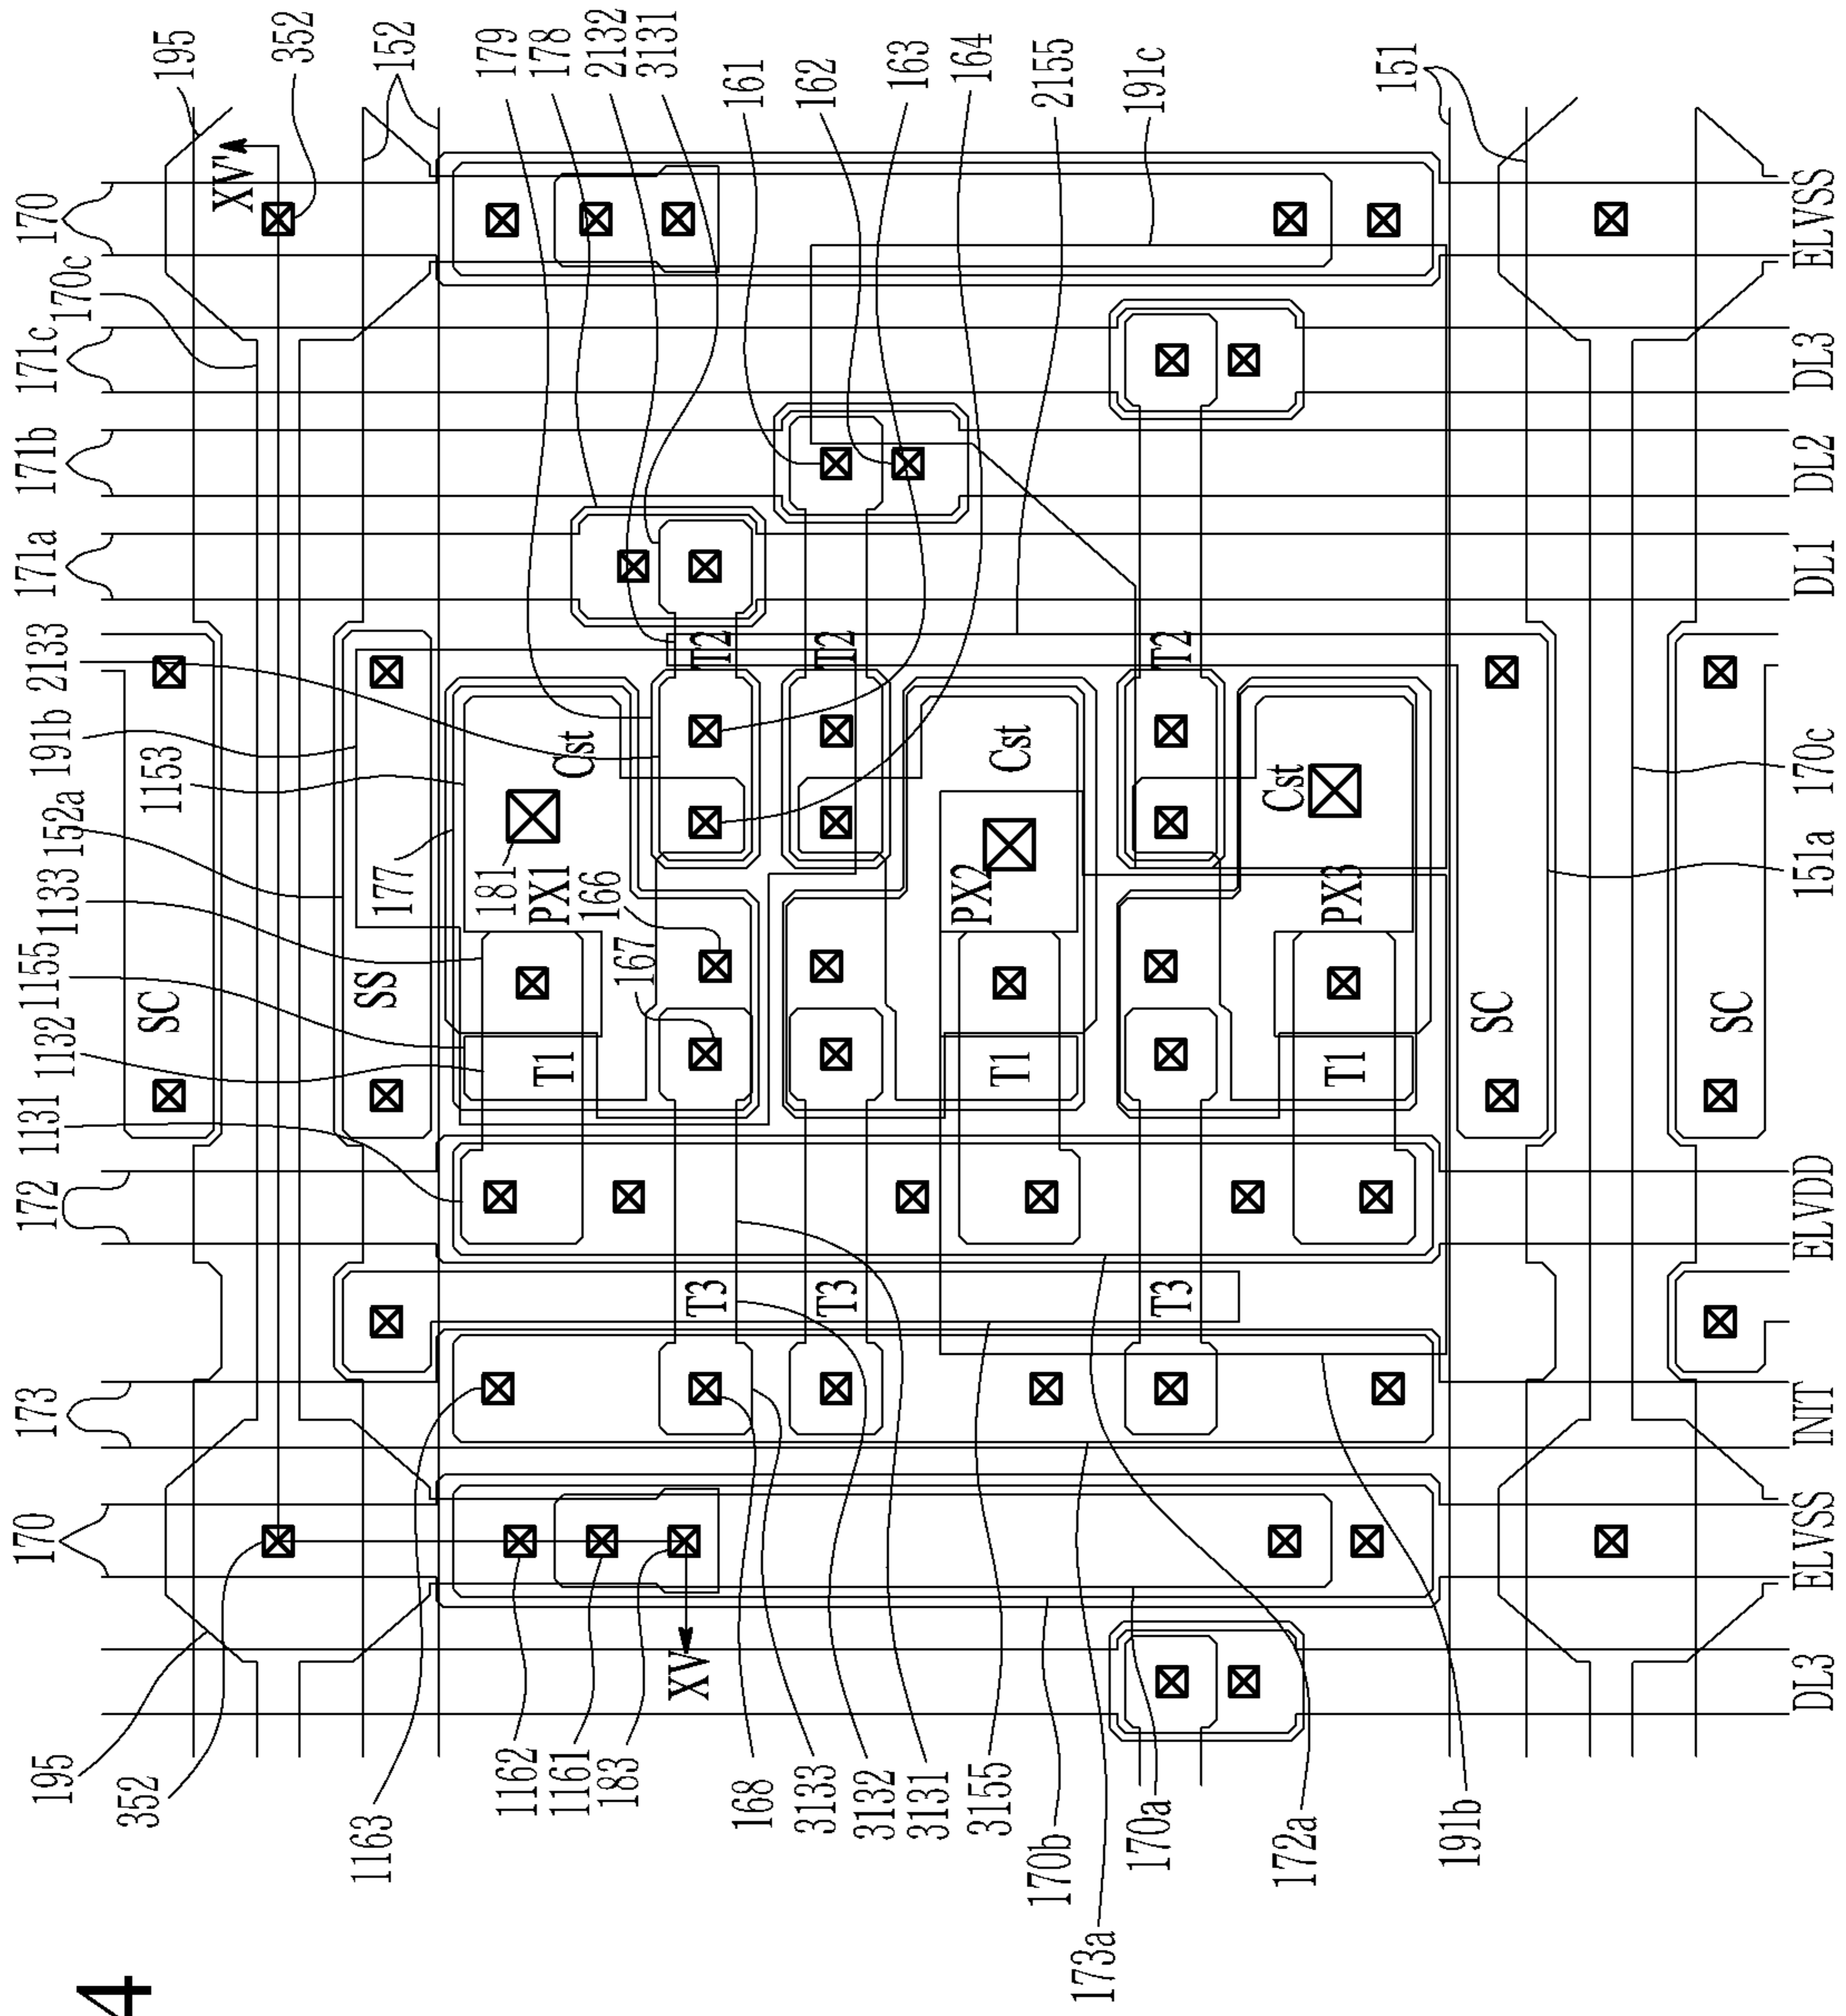 4
195
352
170
173
172
1131
1132
1155
1133
152a
1153
191b
2133
171a
171b
171c
170c
170
195
352
152
179
178
2132
3131
161
162
163
164
2155
191c
151
XV'
SC
SS
177
181
PX1
166
167
Cst
T1
T2
T3
T2
T3
PX2
Cst
T1
T2
T3
PX3
Cst
T1
SC
SC
XV
1163
1162
1161
183
168
3133
3132
3131
3155
170b
173a
170a
172a
191b
151a
170c
DL3
ELVSS
INIT
ELVDD
DL1
DL2
DL3
ELVSS